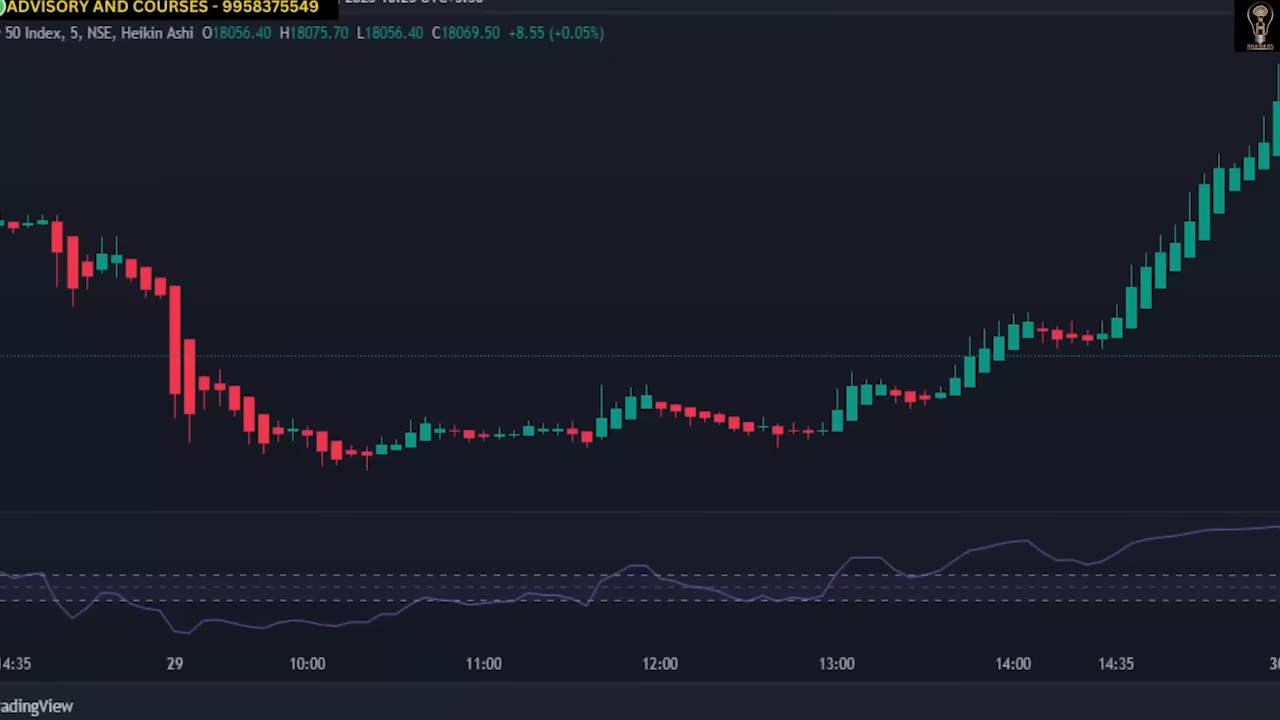 ADVISORY AND COURSES - 9958375549
50 Index, 5, NSE, Heikin Ashi O18056.40 H18075.70 L18056.40 C18069.50 +8.55 (+0.05%)
4:35 29 10:00 11:00 12:00 13:00 14:00 14:35
adingView